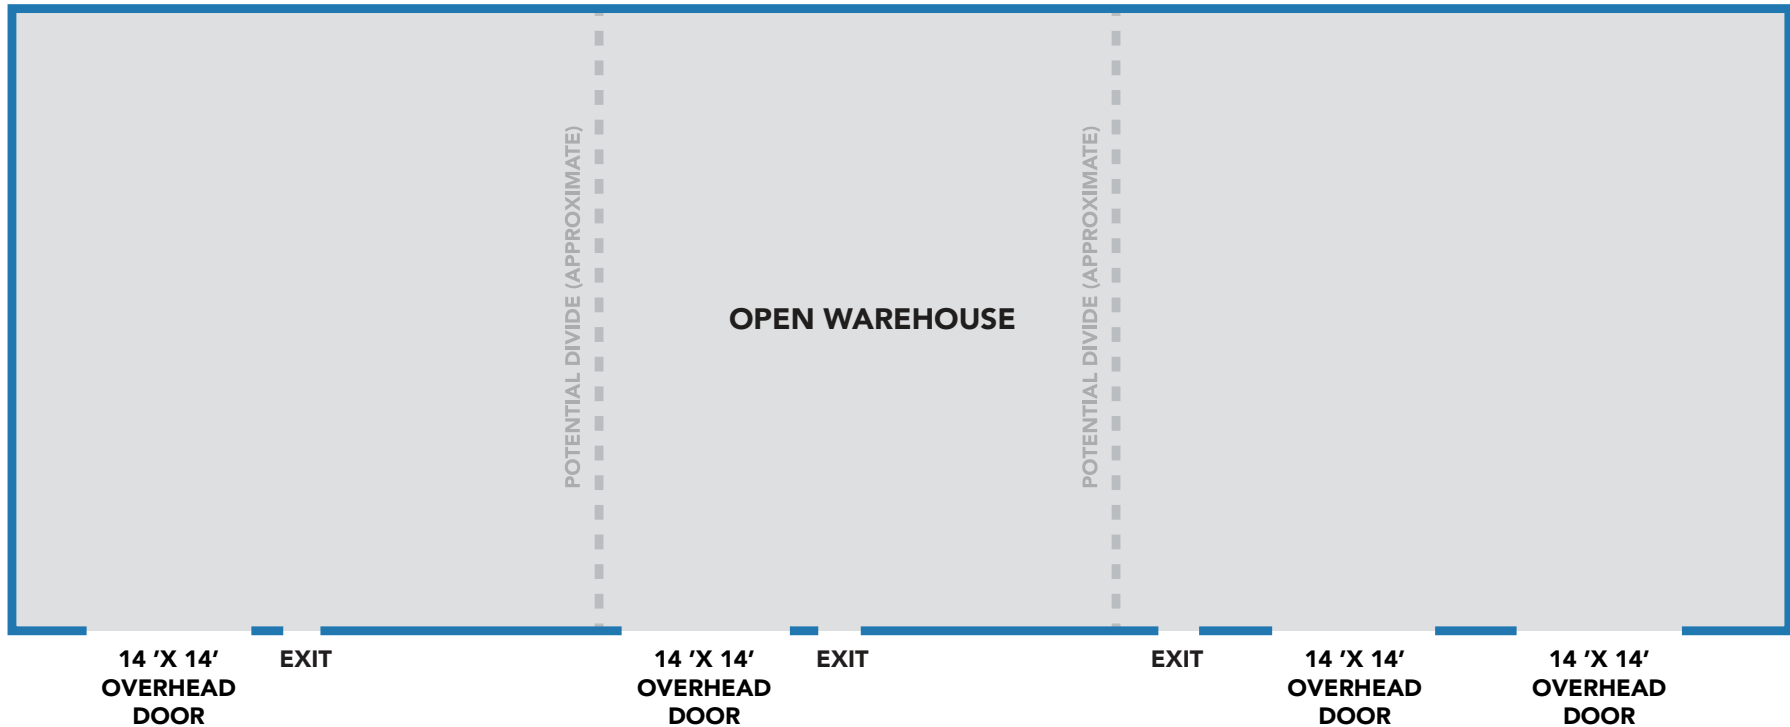 POTENTIAL DIVIDE (APPROXIMATE)
POTENTIAL DIVIDE (APPROXIMATE)
OPEN WAREHOUSE
14 ’X 14’
OVERHEAD
DOOR
EXIT
14 ’X 14’
OVERHEAD
DOOR
EXIT
EXIT
14 ’X 14’
OVERHEAD
DOOR
14 ’X 14’
OVERHEAD
DOOR